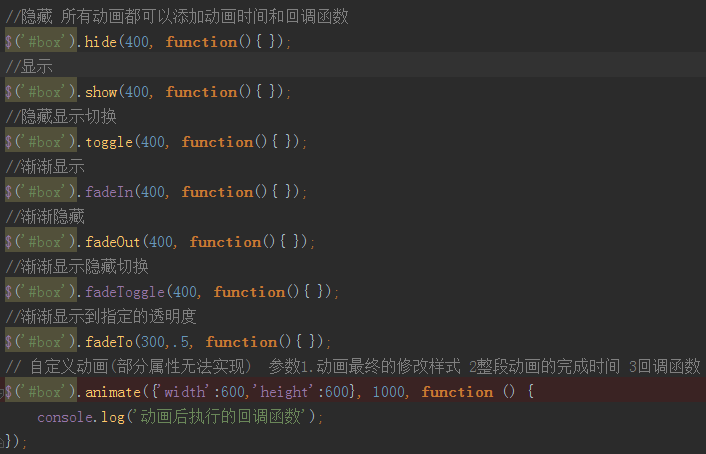 //隐藏 所有动画都可以添加动画时间和回调函数
$('#box').hide(400, function(){ });
//显示
$('#box').show(400, function(){ });
//隐藏显示切换
$('#box').toggle(400, function(){ });
//渐渐显示
$('#box').fadeIn(400, function(){ });
//渐渐隐藏
$('#box').fadeOut(400, function(){ });
//渐渐显示隐藏切换
$('#box').fadeToggle(400, function(){ });
//渐渐显示到指定的透明度
$('#box').fadeTo(300,.5, function(){ });
// 自定义动画(部分属性无法实现)  参数1.动画最终的修改样式 2整段动画的完成时间 3回调函数
$('#box').animate({'width':600,'height':600}, 1000, function () {
    console.log('动画后执行的回调函数');
});